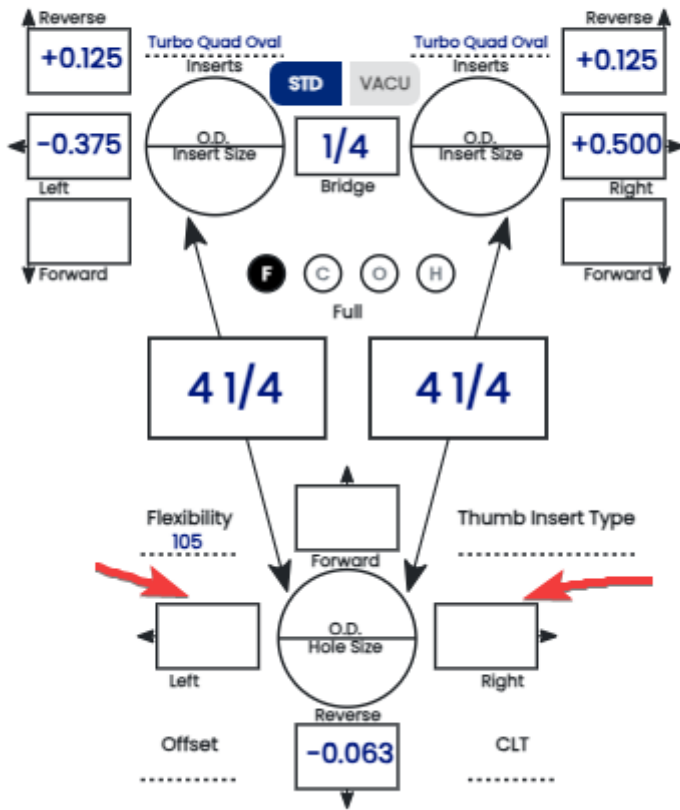 Reverse
Reverse
+0.125
Turbo Quad Oval
Turbo Quad Oval
+0.125
Inserts
Inserts
STD
VACU
-0.375
O.D.
Insert Size
1/4
O.D.
Insert Size
+0.500
Left
Bridge
Right
Forward
Forward
F
C
O
H
Full
4 1/4
4 1/4
Flexibility
105
Thumb Insert Type
Forward
O.D.
Hole Size
Left
Right
Reverse
Offset
-0.063
CLT